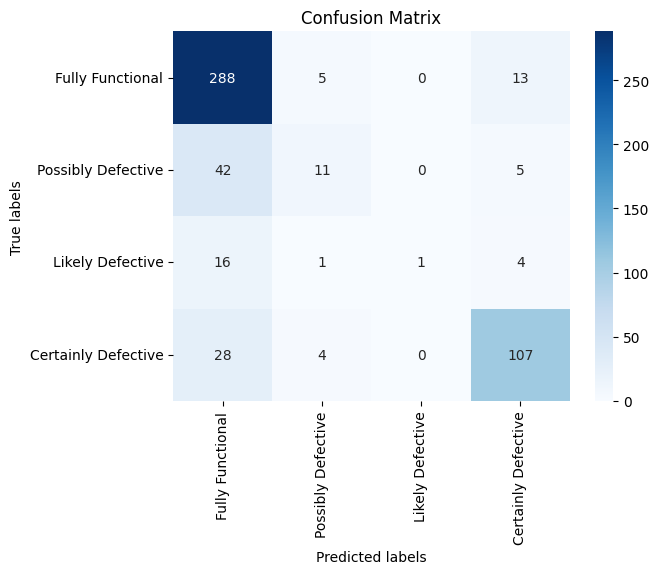 Confusion Matrix
True labels
Fully Functional 288 5 0 13
Possibly Defective 42 11 0 5
Likely Defective 16 1 1 4
Certainly Defective 28 4 0 107
Fully Functional
Possibly Defective
Likely Defective
Certainly Defective
Predicted labels
250
200
150
100
50
0